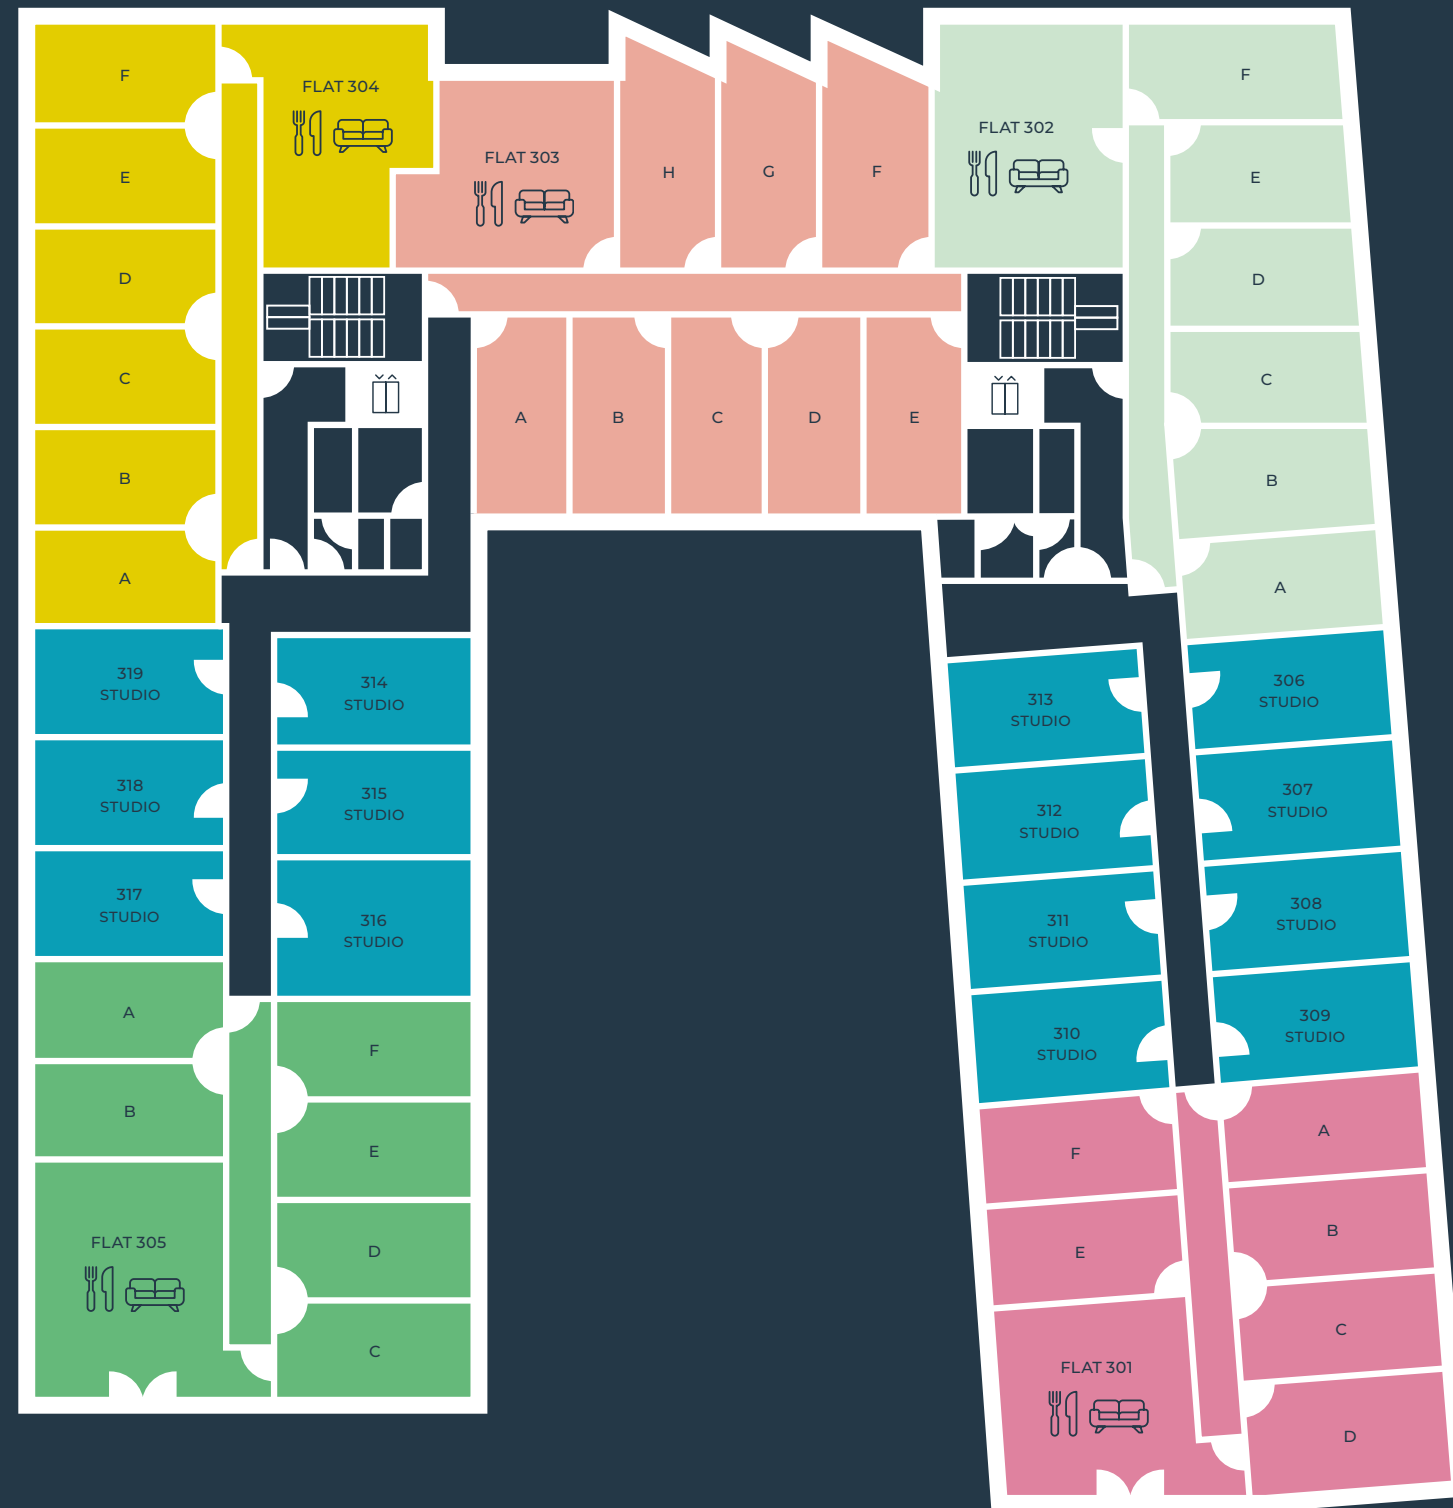 F
E
D
C
B
A
FLAT 304
FLAT 303
H
G
F
A
B
C
D
E
FLAT 302
F
E
D
C
B
A
319
STUDIO
318
STUDIO
317
STUDIO
314
STUDIO
315
STUDIO
316
STUDIO
313
STUDIO
312
STUDIO
311
STUDIO
310
STUDIO
306
STUDIO
307
STUDIO
308
STUDIO
309
STUDIO
A
B
FLAT 305
F
E
D
C
F
E
FLAT 301
A
B
C
D